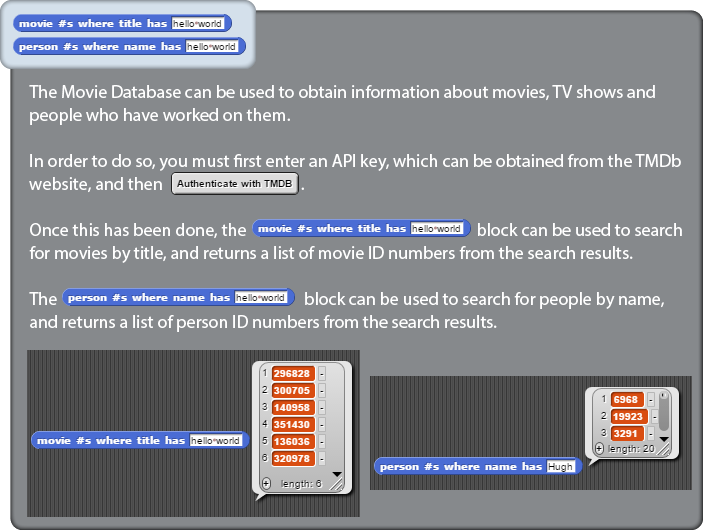 movie #s where title has hello*world
person #s where name has hello*world
The Movie Database can be used to obtain information about movies, TV shows and
people who have worked on them.
In order to do so, you must first enter an API key, which can be obtained from the TMDb
website, and then Authenticate with TMDB .
Once this has been done, the movie #s where title has hello*world block can be used to search
for movies by title, and returns a list of movie ID numbers from the search results.
The person #s where name has hello*world block can be used to search for people by name,
and returns a list of person ID numbers from the search results.
movie #s where title has hello*world
1 296828 -
2 300705 -
3 140958 -
4 351430 -
5 136036 -
6 320978 -
+ length: 6
person #s where name has Hugh
1 6968 -
2 19923 -
3 3291 -
+ length: 20